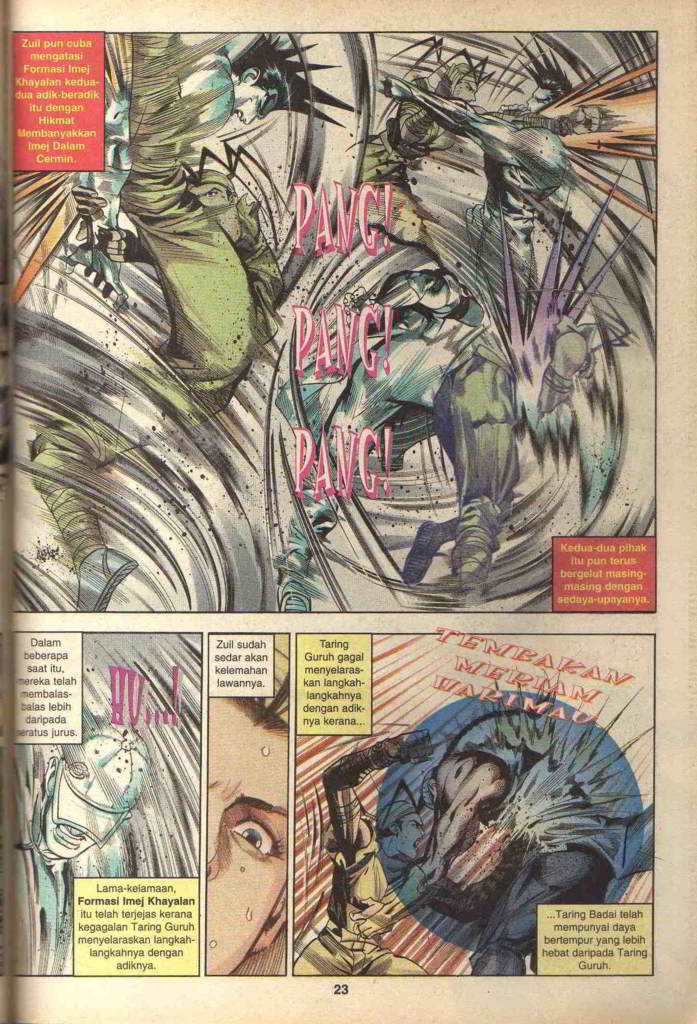 Zuil pun cuba
mengatasi
Formasi Imej
Khayalan kedua-
dua adik-beradik
itu dengan
Hikmat
Membanyakkan
Imej Dalam
Cermin.
PANG!
PANG!
PANG!
Kedua-dua pihak
itu pun terus
bergelut masing-
masing dengan
sedaya-upayanya.
Dalam
beberapa
saat itu,
mereka telah
membalas-
balas lebih
daripada
seratus jurus.
Lama-kelamaan,
Formasi Imej Khayalan
itu telah terjejas kerana
kegagalan Taring Guruh
menyelaraskan langkah-
langkahnya dengan
adiknya.
Zuil sudah
sedar akan
kelemahan
lawannya.
Taring
Guruh gagal
menyelaras-
kan langkah-
langkahnya
dengan adik-
nya kerana...
TEMBAKAN
MERIAM
HARIMAU
...Taring Badai telah
mempunyai daya
bertempur yang lebih
hebat daripada Taring
Guruh.
23